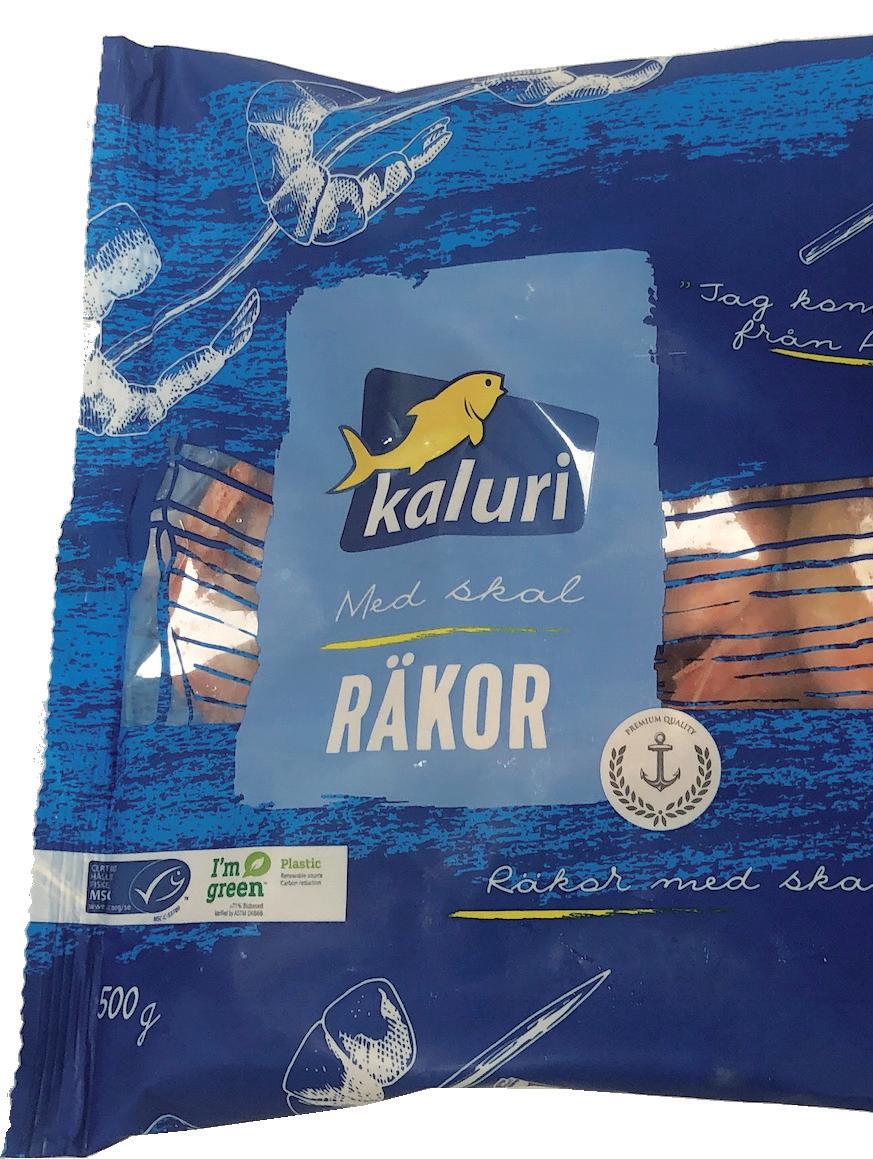 "Jag kom
från
kaluri
Med skal
RÄKOR
PREMIUM QUALITY
MSC
I'm
green™
Plastic
Renewable source
Carbon reduction
Räkor med ska
500 g